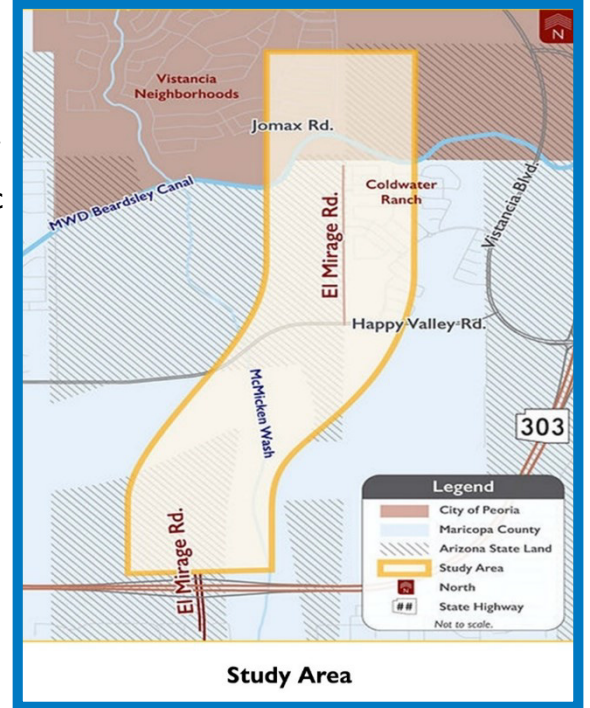 N
Vistancia
Neighborhoods
Jomax Rd.
MWD Beardsley Canal
Coldwater
Ranch
El Mirage Rd.
Vistancia Blvd.
Happy Valley Rd.
McMicken Wash
303
El Mirage Rd.
Legend
City of Peoria
Maricopa County
Arizona State Land
Study Area
N
North
##
State Highway
Not to scale.
Study Area